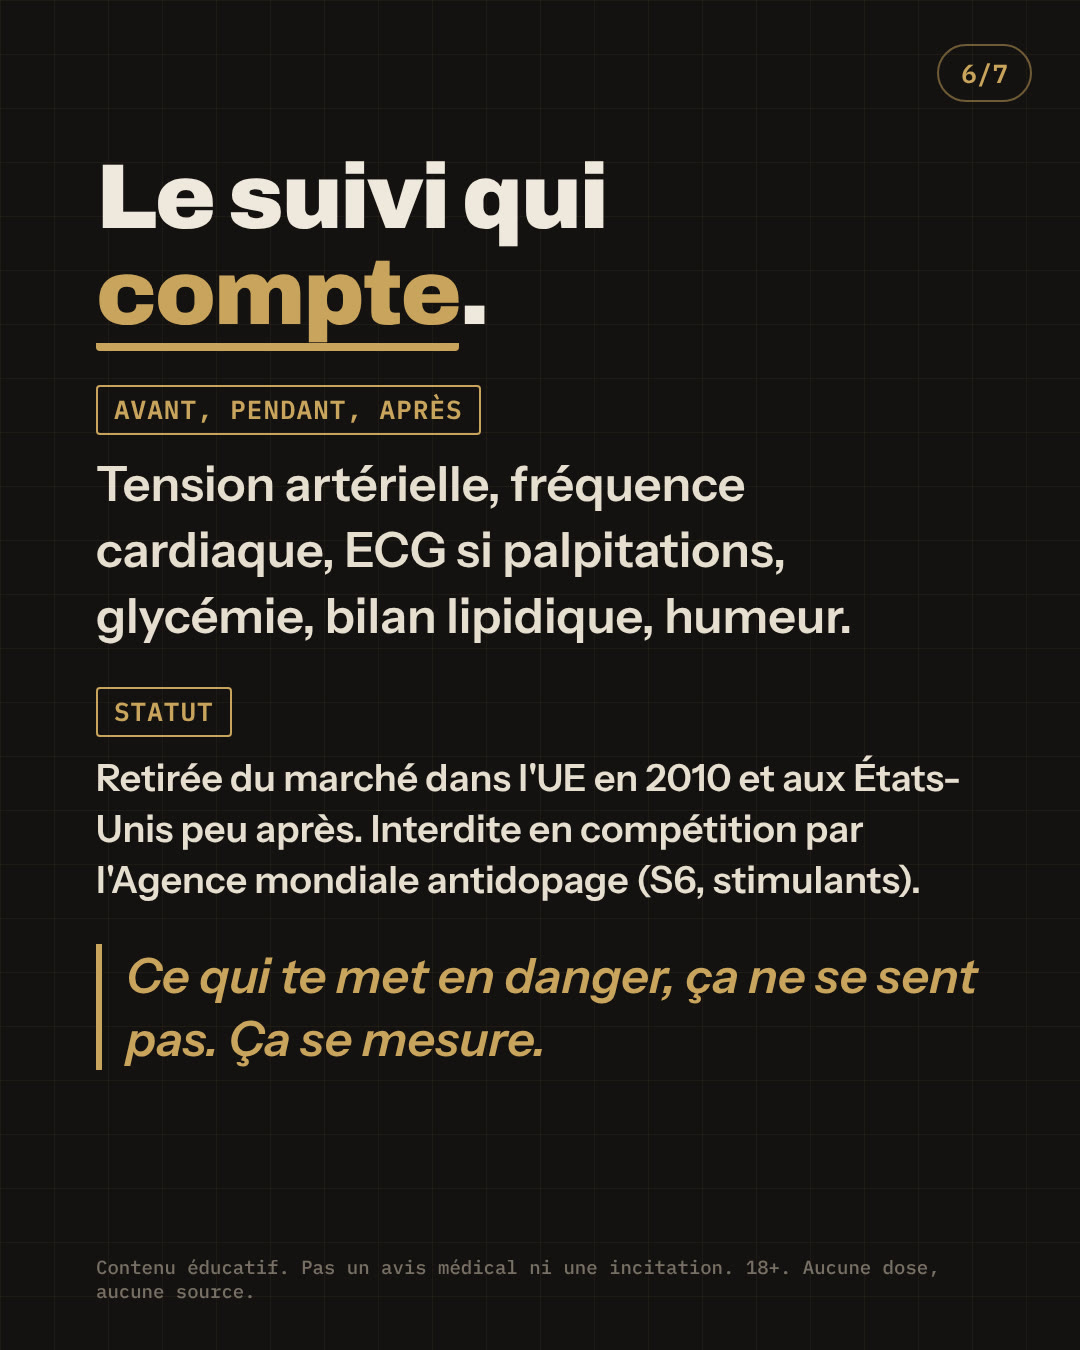 6/7
Le suivi qui
compte.
AVANT, PENDANT, APRÈS
Tension artérielle, fréquence
cardiaque, ECG si palpitations,
glycémie, bilan lipidique, humeur.
STATUT
Retirée du marché dans l'UE en 2010 et aux États-
Unis peu après. Interdite en compétition par
l'Agence mondiale antidopage (S6, stimulants).
Ce qui te met en danger, ça ne se sent
pas. Ça se mesure.
Contenu éducatif. Pas un avis médical ni une incitation. 18+. Aucune dose,
aucune source.